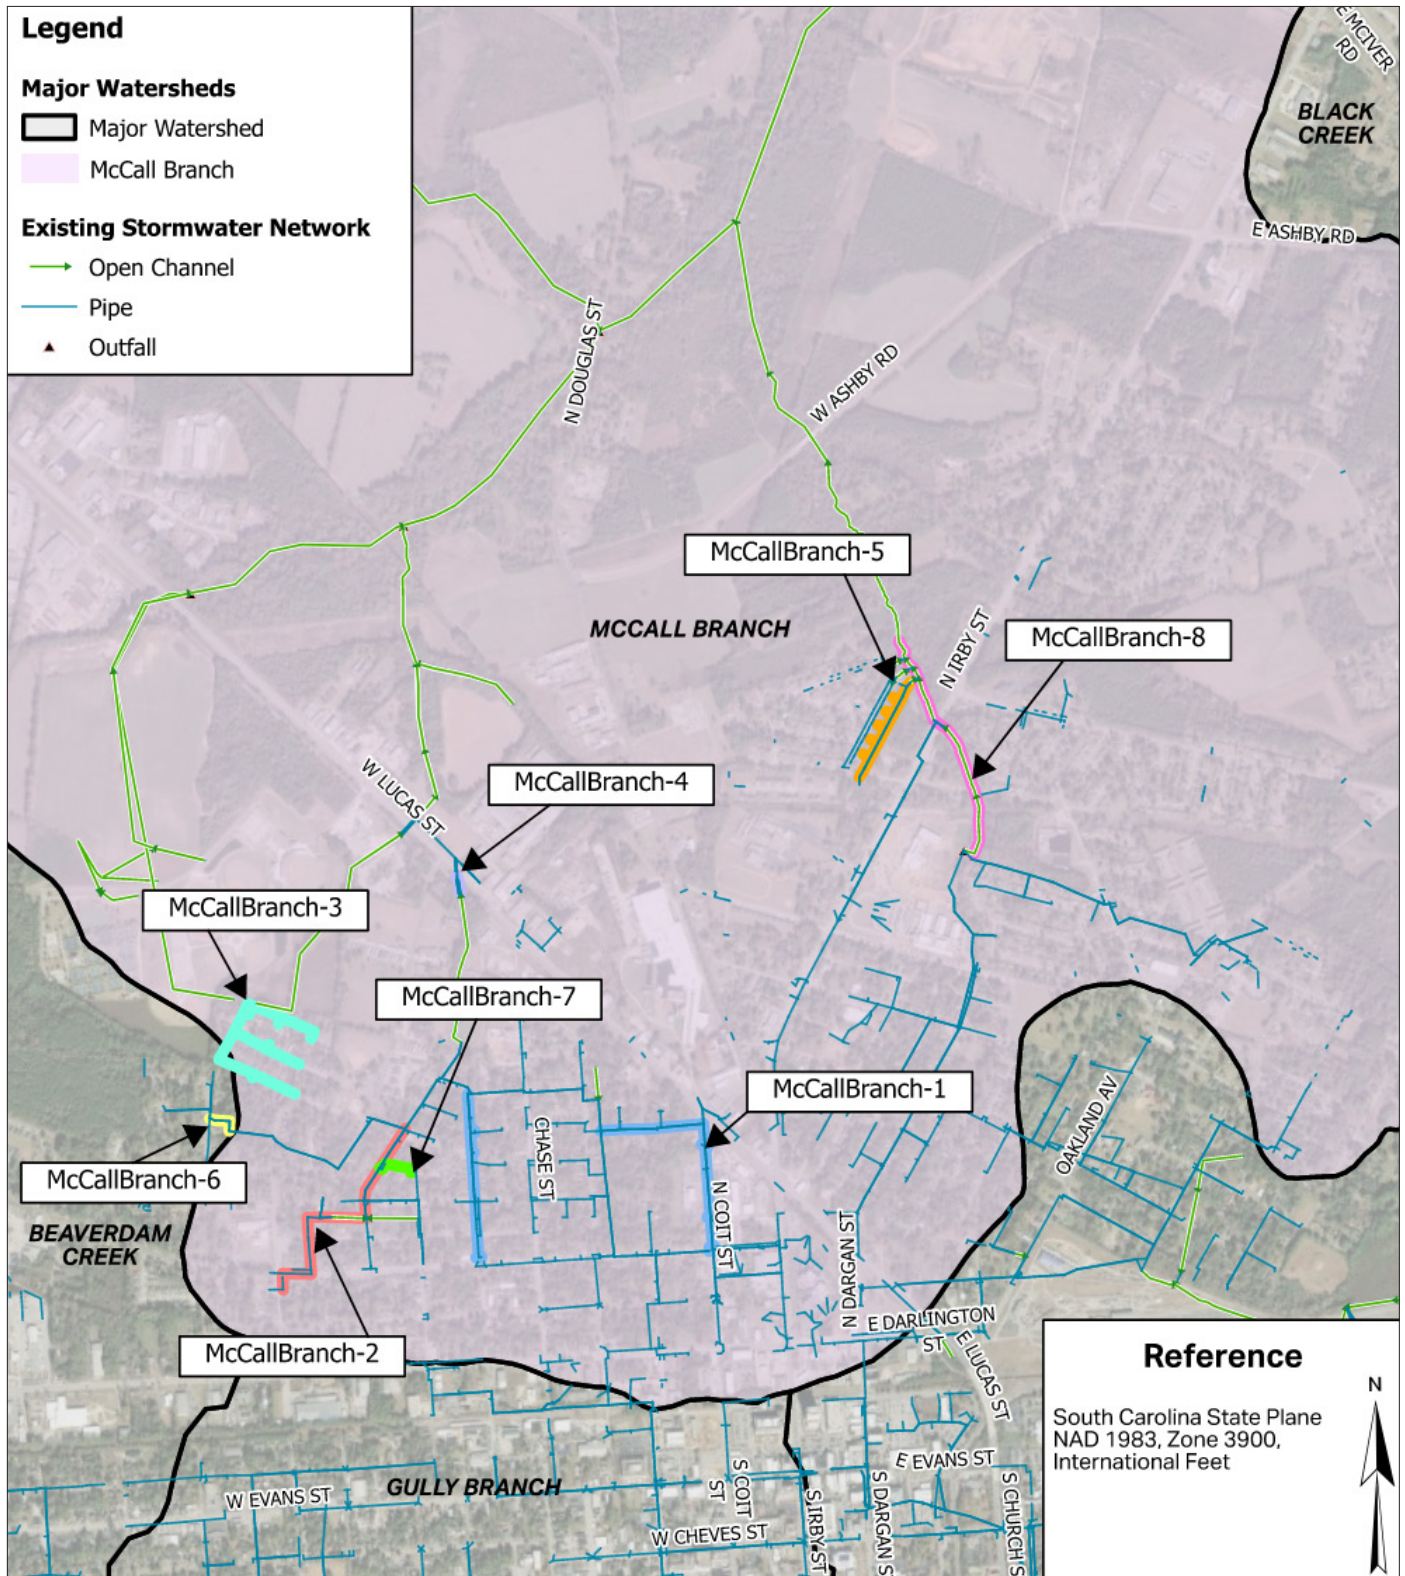 Legend
Major Watersheds
Major Watershed
McCall Branch
Existing Stormwater Network
Open Channel
Pipe
Outfall
E MCIVER
RD
BLACK
CREEK
E ASHBY RD
N DOUGLAS ST
W ASHBY RD
McCallBranch-5
MCCALL BRANCH
N IRBY ST
McCallBranch-8
W LUCAS ST
McCallBranch-4
McCallBranch-3
McCallBranch-7
McCallBranch-1
CHASE ST
OAKLAND AV
McCallBranch-6
N COIT ST
BEAVERDAM
CREEK
N DARGAN ST
E DARLINGTON
ST
McCallBranch-2
E LUCAS ST
Reference
South Carolina State Plane
NAD 1983, Zone 3900,
International Feet
N
GULLY BRANCH
W EVANS ST
S COIT
ST
E EVANS ST
S IRBY ST
S DARGAN S
S CHURCH S
W CHEVES ST